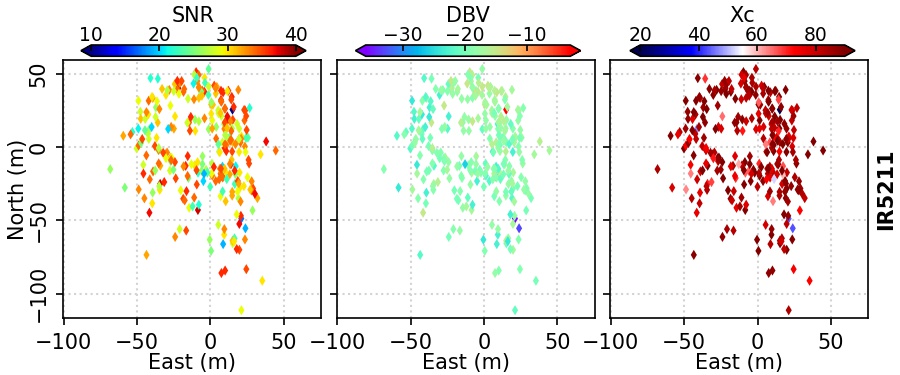 SNR DBV Xc
10 20 30 40 −30 −20 −10 20 40 60 80
50
0
−50
−100
North (m)
IR5211
−100 −50 0 50 −100 −50 0 50 −100 −50 0 50
East (m) East (m) East (m)